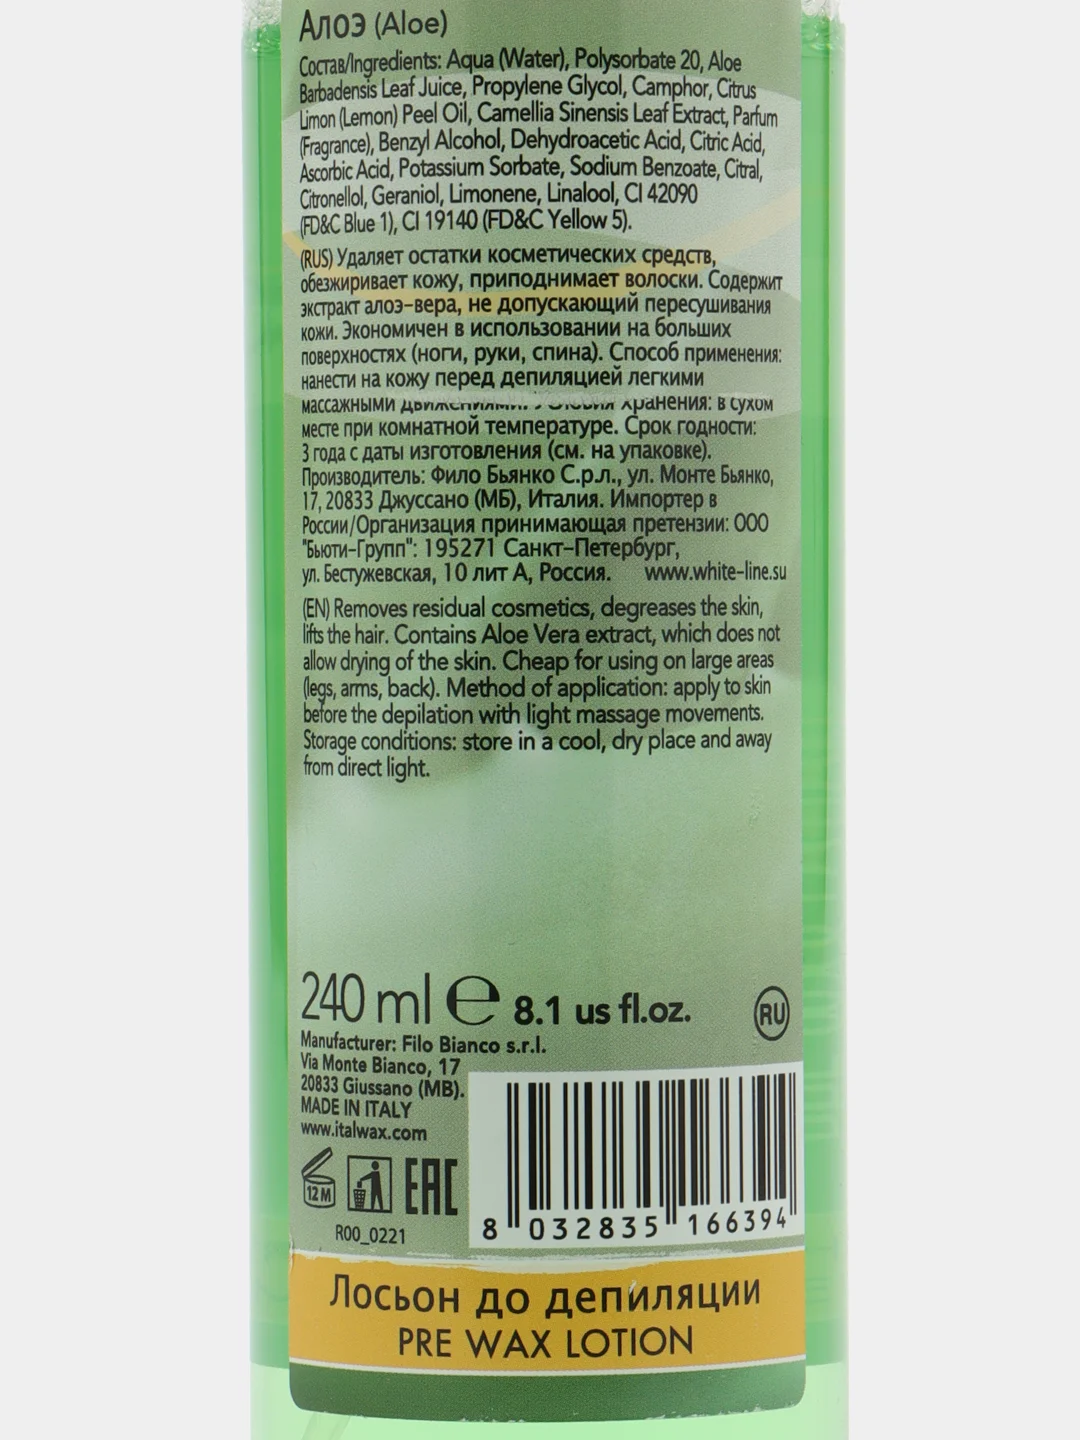 Алоэ (Aloe)
Состав/Ingredients: Aqua (Water), Polysorbate 20, Aloe
Barbadensis Leaf Juice, Propylene Glycol, Camphor, Citrus
Limon (Lemon) Peel Oil, Camellia Sinensis Leaf Extract, Parfum
(Fragrance), Benzyl Alcohol, Dehydroacetic Acid, Citric Acid,
Ascorbic Acid, Potassium Sorbate, Sodium Benzoate, Citral,
Citronellol, Geraniol, Limonene, Linalool, CI 42090
(FD&C Blue 1), CI 19140 (FD&C Yellow 5).
(RUS) Удаляет остатки косметических средств,
обезжиривает кожу, приподнимает волоски. Содержит
экстракт алоэ-вера, не допускающий пересушивания
кожи. Экономичен в использовании на больших
поверхностях (ноги, руки, спина). Способ применения:
нанести на кожу перед депиляцией легкими
массажными движениями. Условия хранения: в сухом
месте при комнатной температуре. Срок годности:
3 года с даты изготовления (см. на упаковке).
Производитель: Фило Бьянко С.р.л., ул. Монте Бьянко,
17, 20833 Джуссано (МБ), Италия. Импортер в
России/Организация принимающая претензии: ООО
"Бьюти-Групп": 195271 Санкт-Петербург,
ул. Бестужевская, 10 лит А, Россия. www.white-line.su
(EN) Removes residual cosmetics, degreases the skin,
lifts the hair. Contains Aloe Vera extract, which does not
allow drying of the skin. Cheap for using on large areas
(legs, arms, back). Method of application: apply to skin
before the depilation with light massage movements.
Storage conditions: store in a cool, dry place and away
from direct light.
240 ml e 8.1 us fl.oz.
RU
Manufacturer: Filo Bianco s.r.l.
Via Monte Bianco, 17
20833 Giussano (MB).
MADE IN ITALY
www.italwax.com
12 M
EAC
R00_0221
8 032835 166394
Лосьон до депиляции
PRE WAX LOTION